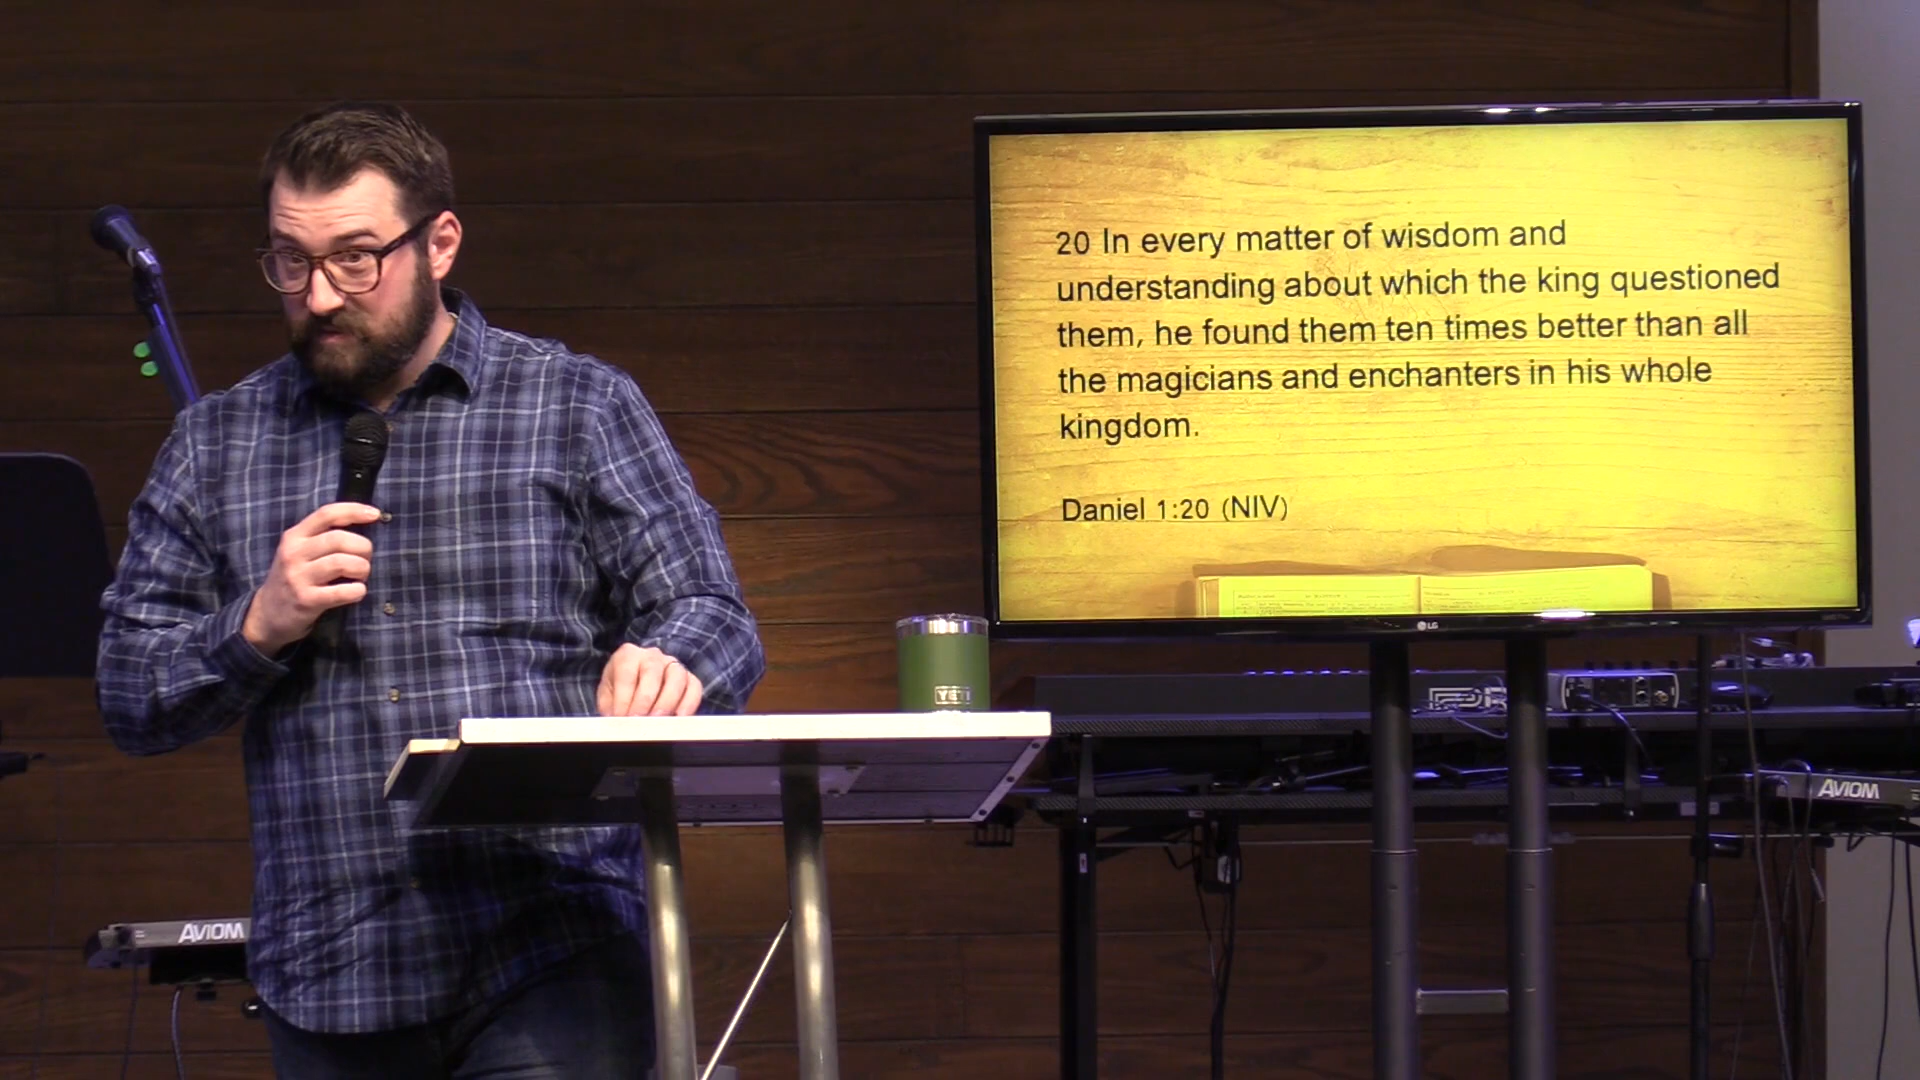 20 In every matter of wisdom and
understanding about which the king questioned
them, he found them ten times better than all
the magicians and enchanters in his whole
kingdom.
Daniel 1:20 (NIV)
LG
YETI
AVIOM
AVIOM